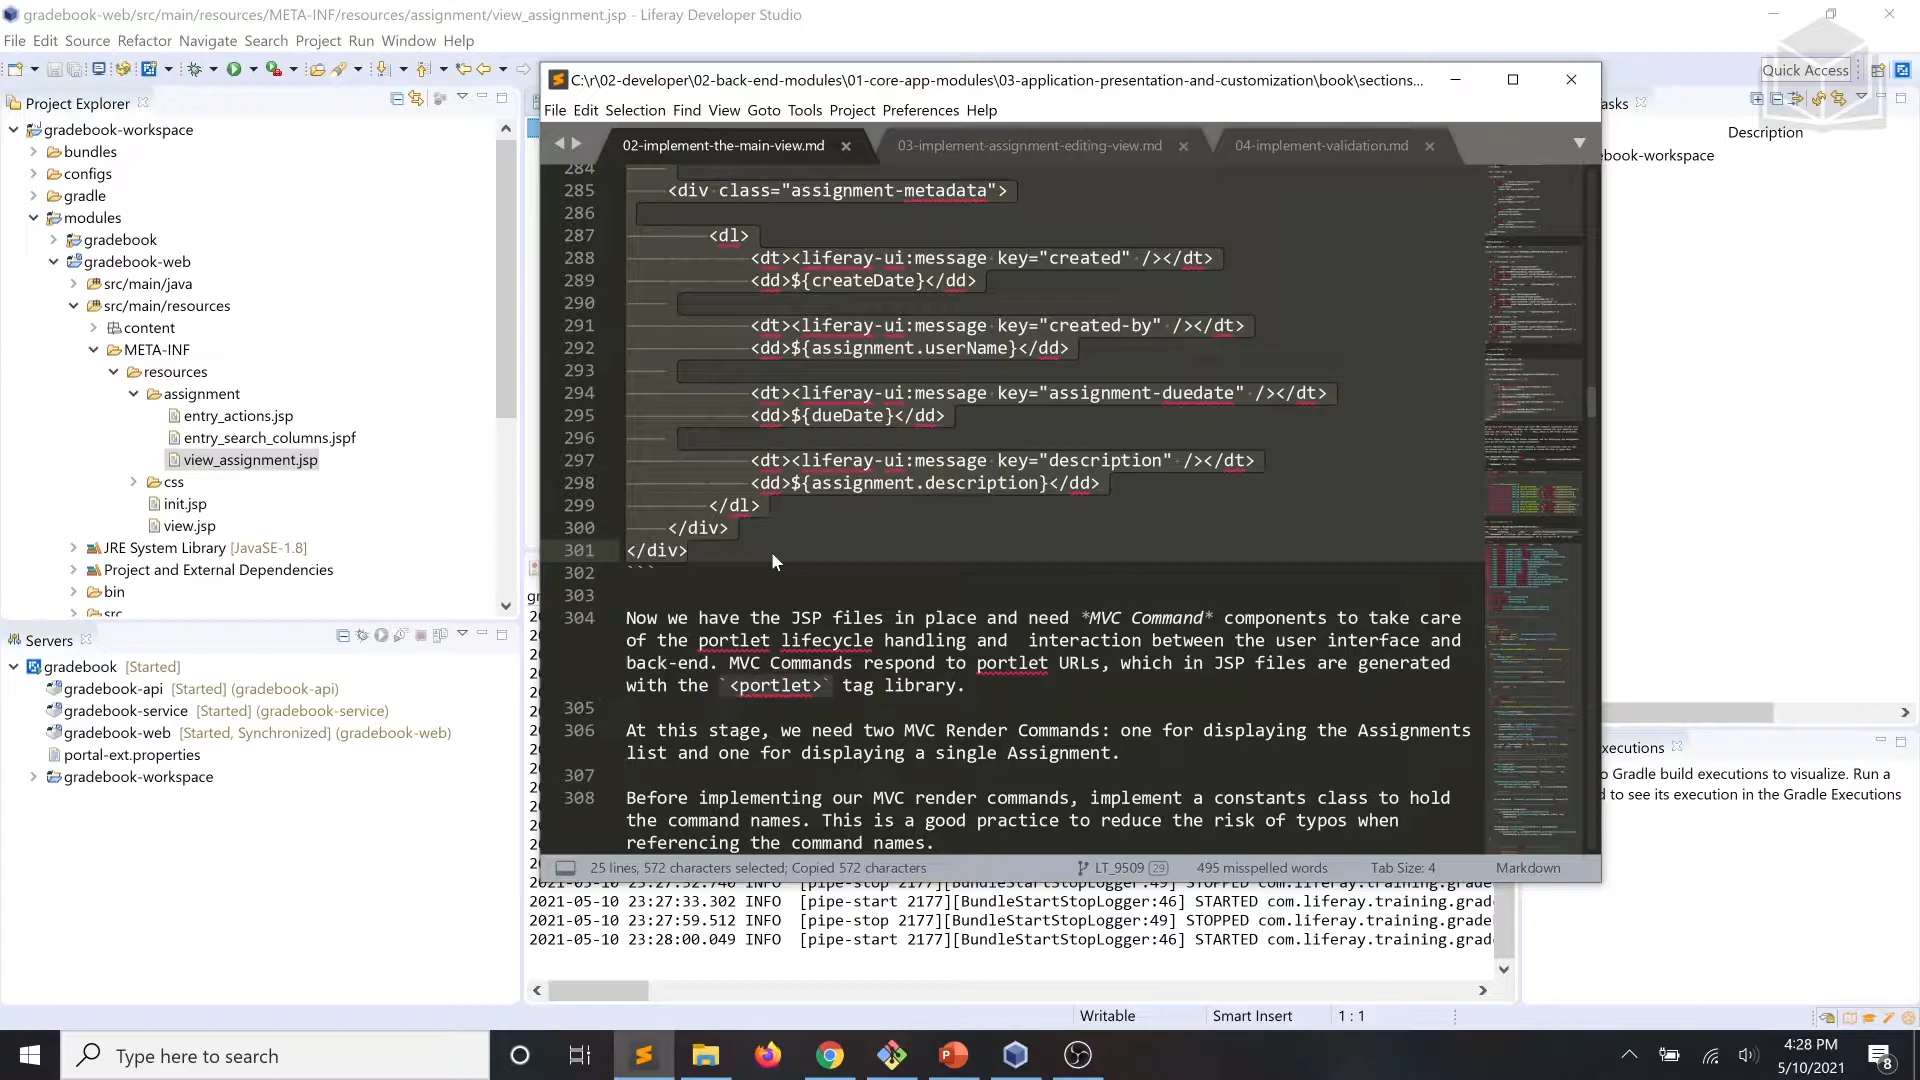 gradebook-web/src/main/resources/META-INF/resources/assignment/view_assignment.jsp - Liferay Developer Studio
File Edit Source Refactor Navigate Search Project Run Window Help
Quick Access
Project Explorer
gradebook-workspace
bundles
configs
gradle
modules
gradebook
gradebook-web
src/main/java
src/main/resources
content
META-INF
resources
assignment
entry_actions.jsp
entry_search_columns.jspf
view_assignment.jsp
css
init.jsp
view.jsp
JRE System Library [JavaSE-1.8]
Project and External Dependencies
bin
src
Servers
gradebook [Started]
gradebook-api [Started] (gradebook-api)
gradebook-service [Started] (gradebook-service)
gradebook-web [Started, Synchronized] (gradebook-web)
portal-ext.properties
gradebook-workspace
C:\r\02-developer\02-back-end-modules\01-core-app-modules\03-application-presentation-and-customization\book\sections...
File Edit Selection Find View Goto Tools Project Preferences Help
02-implement-the-main-view.md 03-implement-assignment-editing-view.md 04-implement-validation.md
284
285 <div class="assignment-metadata">
286
287 <dl>
288 <dt><liferay-ui:message key="created" /></dt>
289 <dd>${createDate}</dd>
290
291 <dt><liferay-ui:message key="created-by" /></dt>
292 <dd>${assignment.userName}</dd>
293
294 <dt><liferay-ui:message key="assignment-duedate" /></dt>
295 <dd>${dueDate}</dd>
296
297 <dt><liferay-ui:message key="description" /></dt>
298 <dd>${assignment.description}</dd>
299 </dl>
300 </div>
301 </div>
302 ```
303
304 Now we have the JSP files in place and need *MVC Command* components to take care
of the portlet lifecycle handling and  interaction between the user interface and
back-end. MVC Commands respond to portlet URLs, which in JSP files are generated
with the `<portlet>` tag library.
305
306 At this stage, we need two MVC Render Commands: one for displaying the Assignments
list and one for displaying a single Assignment.
307
308 Before implementing our MVC render commands, implement a constants class to hold
the command names. This is a good practice to reduce the risk of typos when
referencing the command names.
25 lines, 572 characters selected; Copied 572 characters LT_9509 29 495 misspelled words Tab Size: 4 Markdown
asks
Description
ebook-workspace
xecutions
o Gradle build executions to visualize. Run a
d to see its execution in the Gradle Executions
2021-05-10 23:27:33.302 INFO [pipe-start 2177][BundleStartStopLogger:46] STARTED com.liferay.training.grade
2021-05-10 23:27:59.512 INFO [pipe-stop 2177][BundleStartStopLogger:49] STOPPED com.liferay.training.grade
2021-05-10 23:28:00.049 INFO [pipe-start 2177][BundleStartStopLogger:46] STARTED com.liferay.training.grad
Writable Smart Insert 1 : 1
Type here to search
4:28 PM
5/10/2021
8